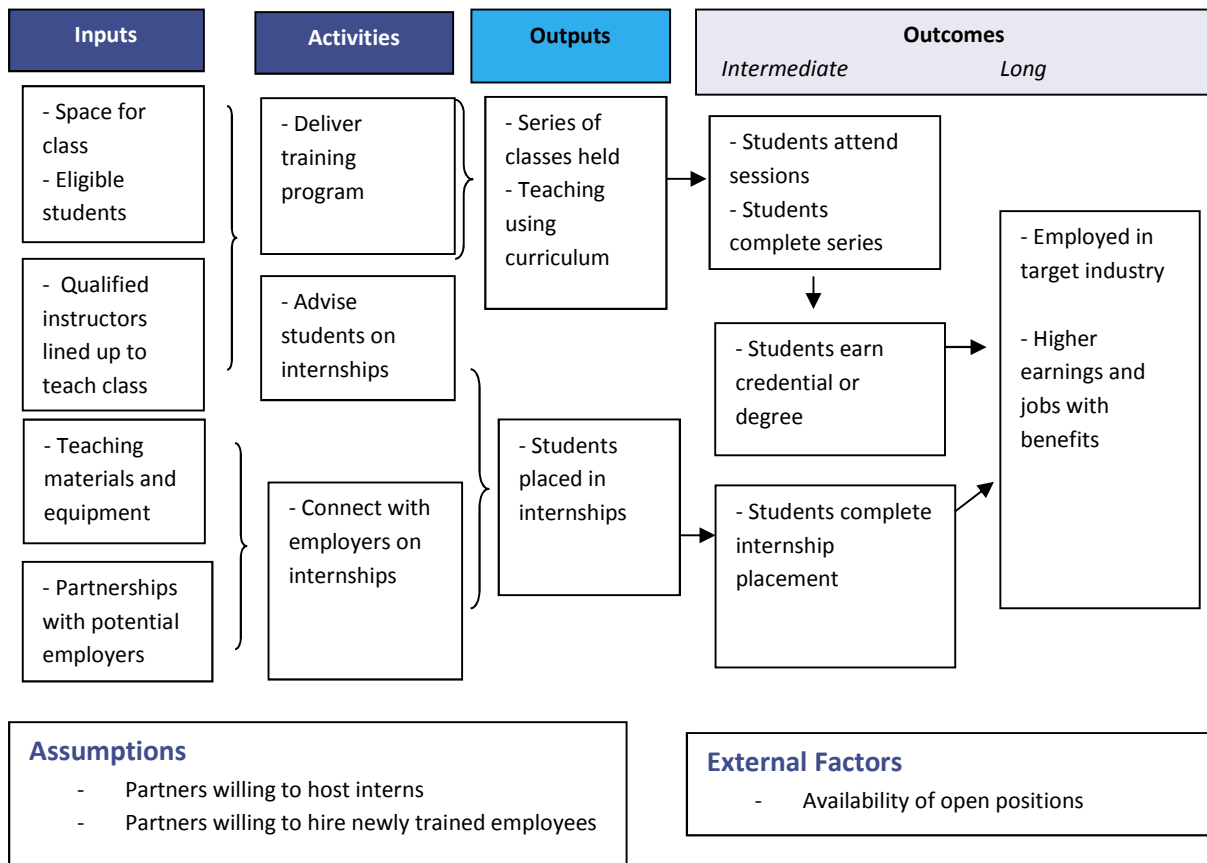 Inputs
Activities
Outputs
Outcomes
Intermediate Long
- Space for
class
- Eligible
students
- Qualified
instructors
lined up to
teach class
- Teaching
materials and
equipment
- Partnerships
with potential
employers
- Deliver
training
program
- Advise
students on
internships
- Connect with
employers on
internships
- Series of
classes held
- Teaching
using
curriculum
- Students
placed in
internships
- Students attend
sessions
- Students
complete series
- Students earn
credential or
degree
- Students complete
internship
placement
- Employed in
target industry
- Higher
earnings and
jobs with
benefits
Assumptions
- Partners willing to host interns
- Partners willing to hire newly trained employees
External Factors
- Availability of open positions